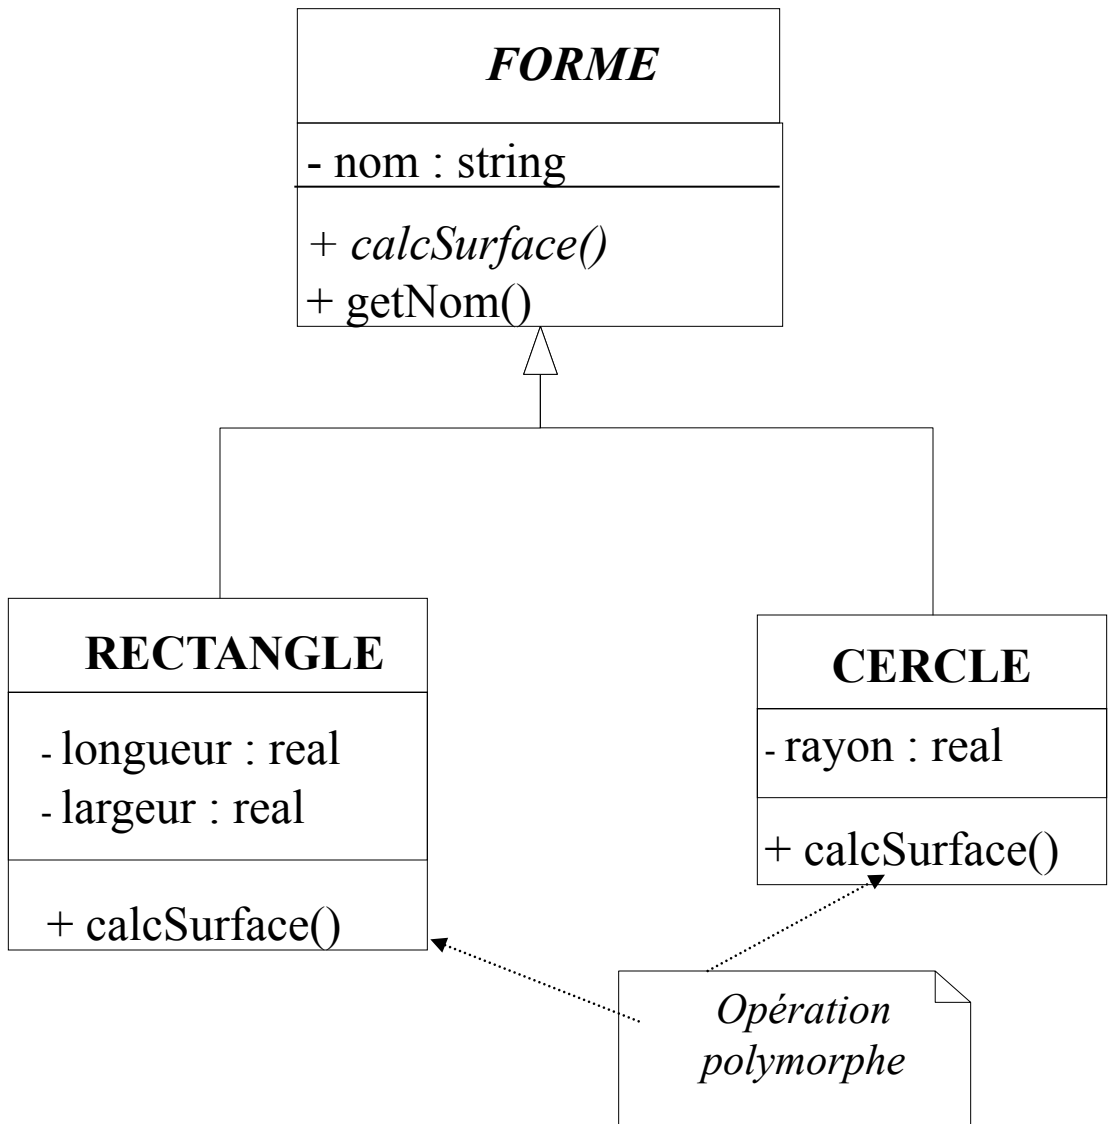 FORME
- nom : string
+ calcSurface()
+ getNom()
RECTANGLE
- longueur : real
- largeur : real
+ calcSurface()
CERCLE
- rayon : real
+ calcSurface()
Opération
polymorphe